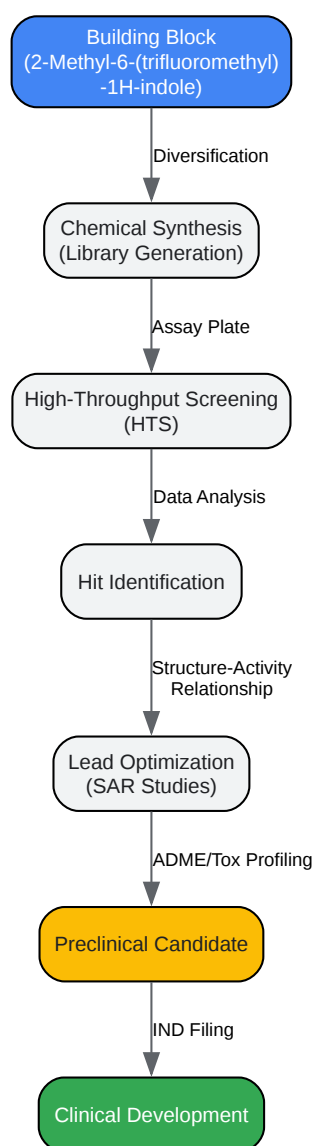 Building Block
(2-Methyl-6-(trifluoromethyl)
-1H-indole)
Diversification
Chemical Synthesis
(Library Generation)
Assay Plate
High-Throughput Screening
(HTS)
Data Analysis
Hit Identification
Structure-Activity
Relationship
Lead Optimization
(SAR Studies)
ADME/Tox Profiling
Preclinical Candidate
IND Filing
Clinical Development